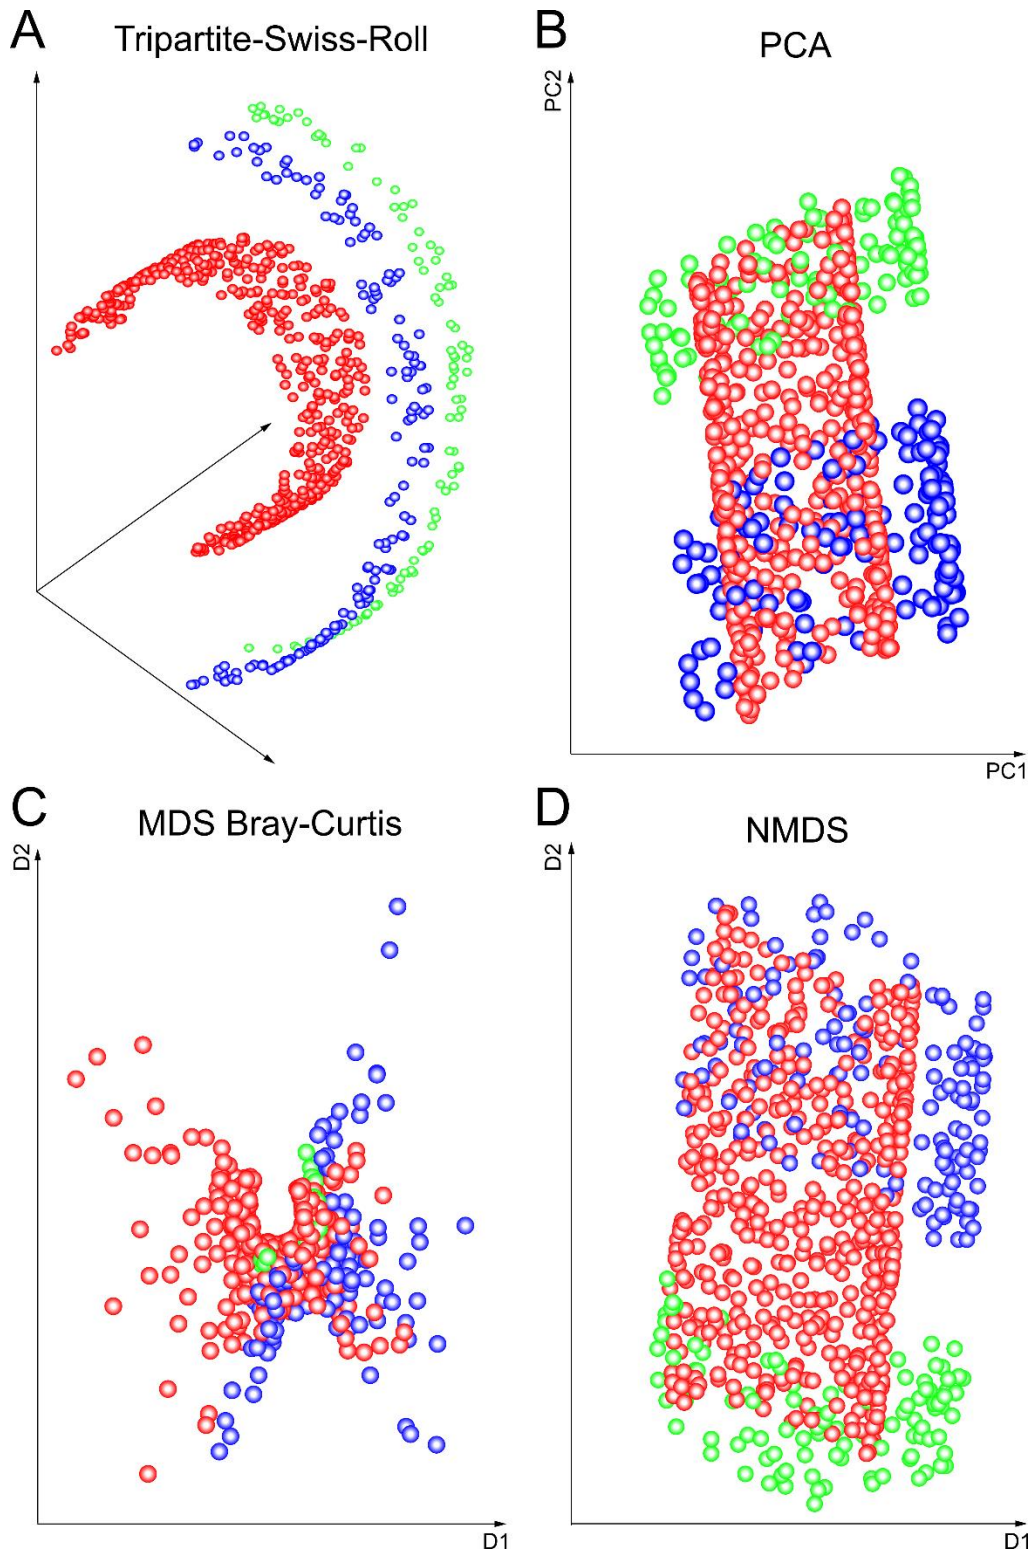 A
Tripartite-Swiss-Roll
B
PCA
PC2
PC1
C
MDS Bray-Curtis
D2
D1
D
NMDS
D2
D1